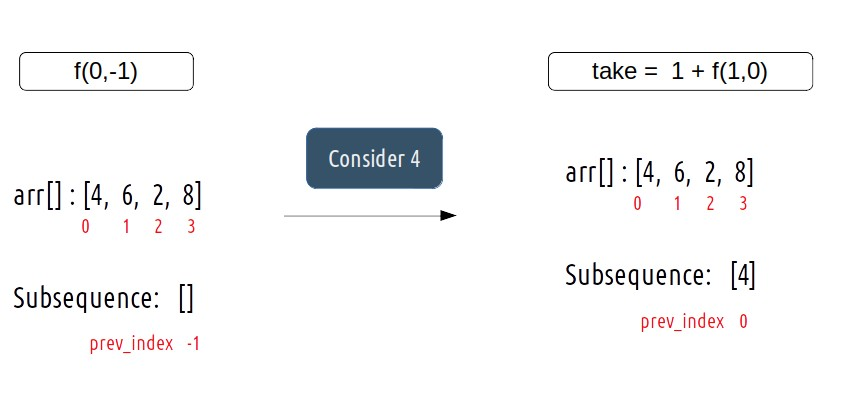 f(0,-1)
take = 1 + f(1,0)
Consider 4
arr[] : [4, 6, 2, 8]
0 1 2 3
Subsequence: []
prev_index -1
arr[] : [4, 6, 2, 8]
0 1 2 3
Subsequence: [4]
prev_index 0